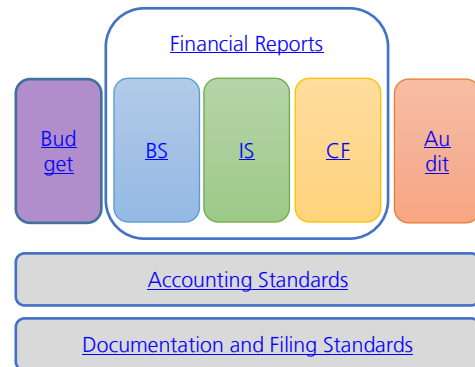 Financial Reports
Bud
get
BS
IS
CF
Au
dit
Accounting Standards
Documentation and Filing Standards